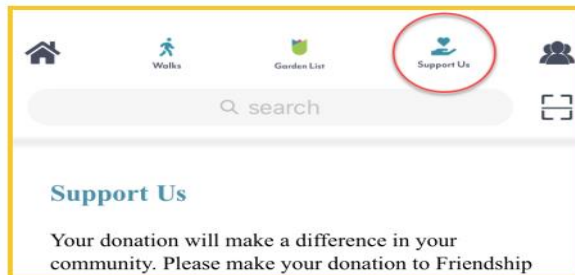 Walks Garden List Support Us
search
Support Us
Your donation will make a difference in your
community. Please make your donation to Friendship